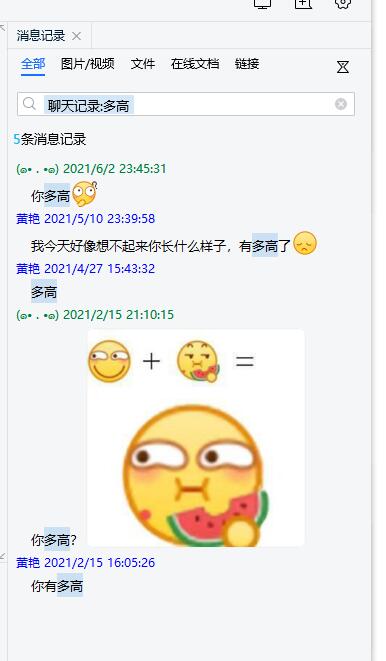 消息记录
全部 图片/视频 文件 在线文档 链接
聊天记录:多高
5条消息记录
(๑• . •๑) 2021/6/2 23:45:31
你多高
黄艳 2021/5/10 23:39:58
我今天好像想不起来你长什么样子，有多高了
黄艳 2021/4/27 15:43:32
多高
(๑• . •๑) 2021/2/15 21:10:15
+ =
你多高?
黄艳 2021/2/15 16:05:26
你有多高